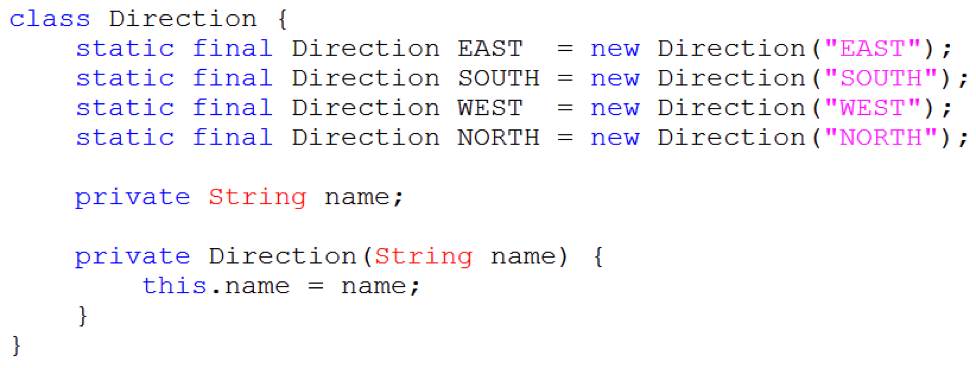 class Direction {
    static final Direction EAST  = new Direction("EAST");
    static final Direction SOUTH = new Direction("SOUTH");
    static final Direction WEST  = new Direction("WEST");
    static final Direction NORTH = new Direction("NORTH");

    private String name;

    private Direction(String name) {
        this.name = name;
    }
}